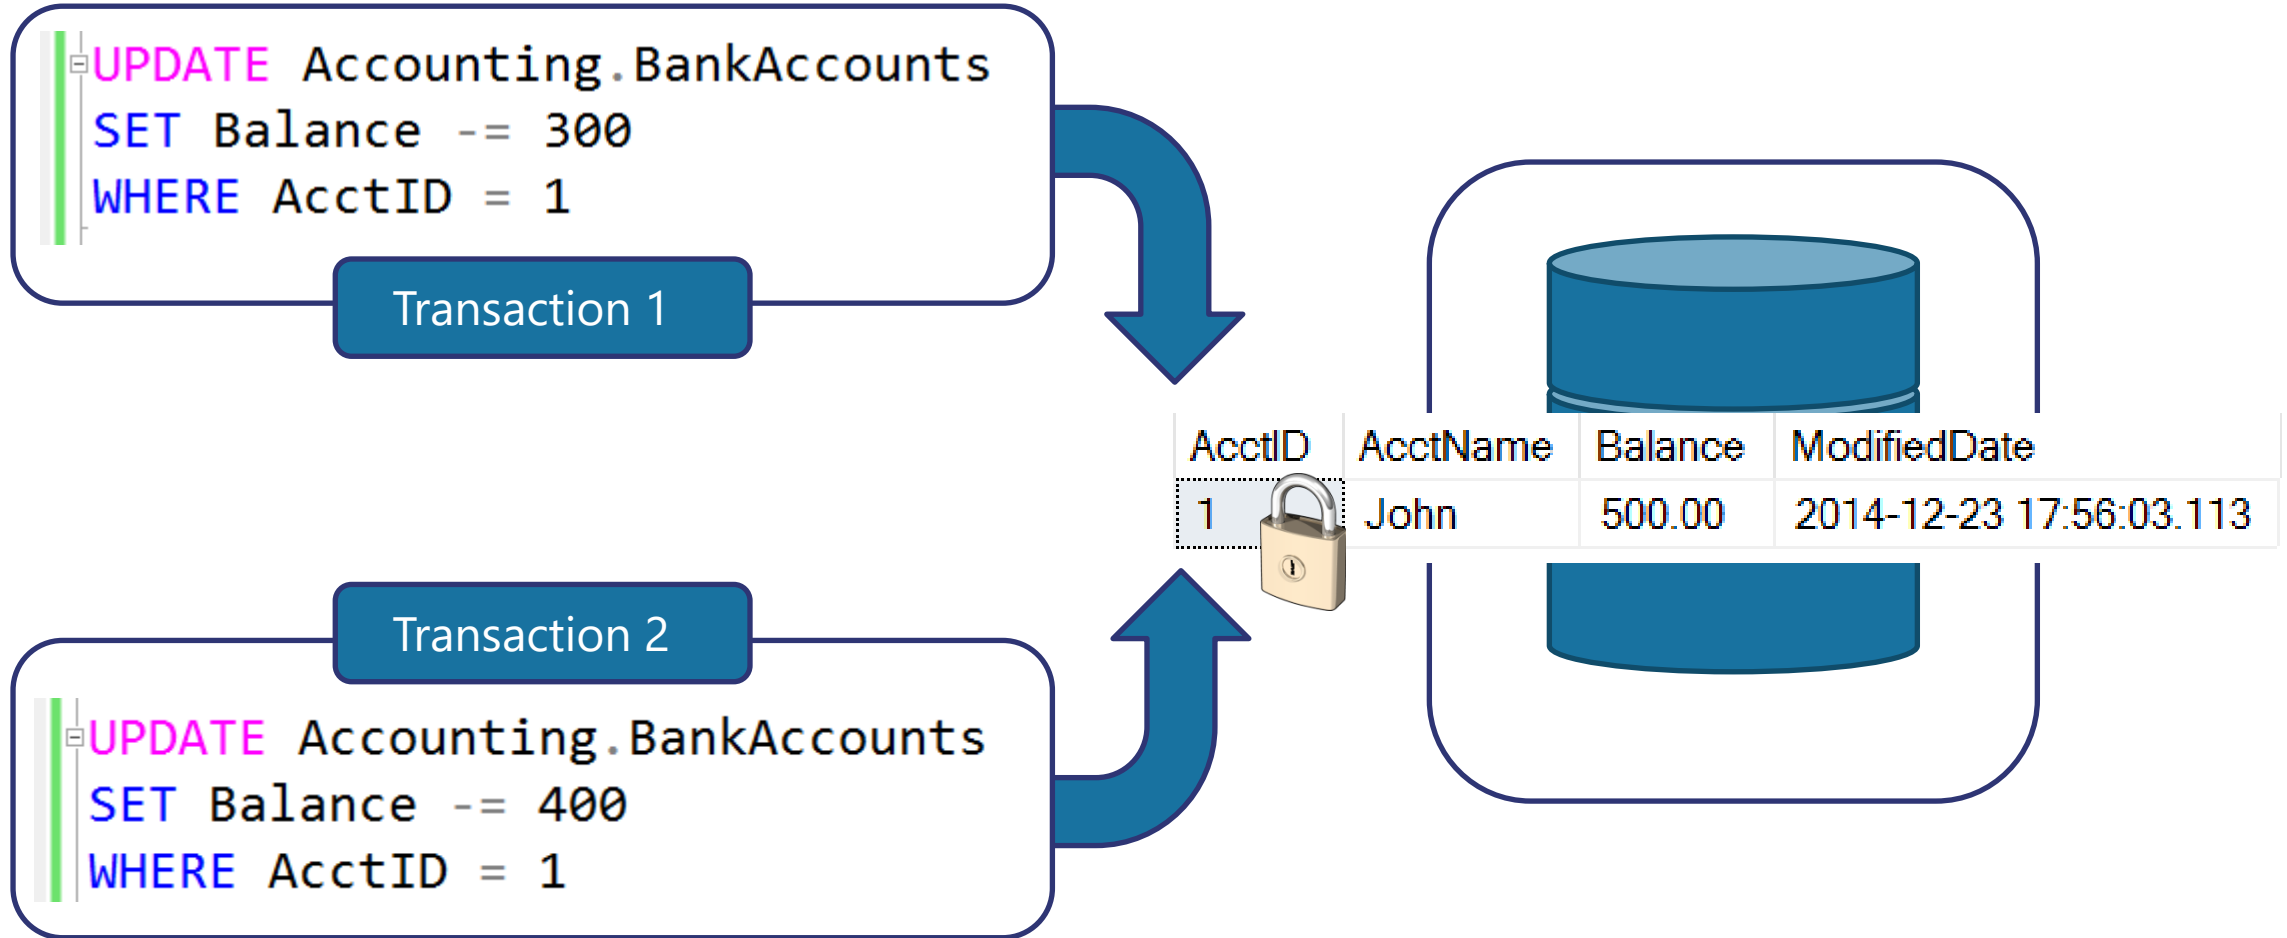 UPDATE Accounting.BankAccounts
SET Balance -= 300
WHERE AcctID = 1
Transaction 1
AcctID AcctName Balance ModifiedDate
1 John 500.00 2014-12-23 17:56:03.113
Transaction 2
UPDATE Accounting.BankAccounts
SET Balance -= 400
WHERE AcctID = 1